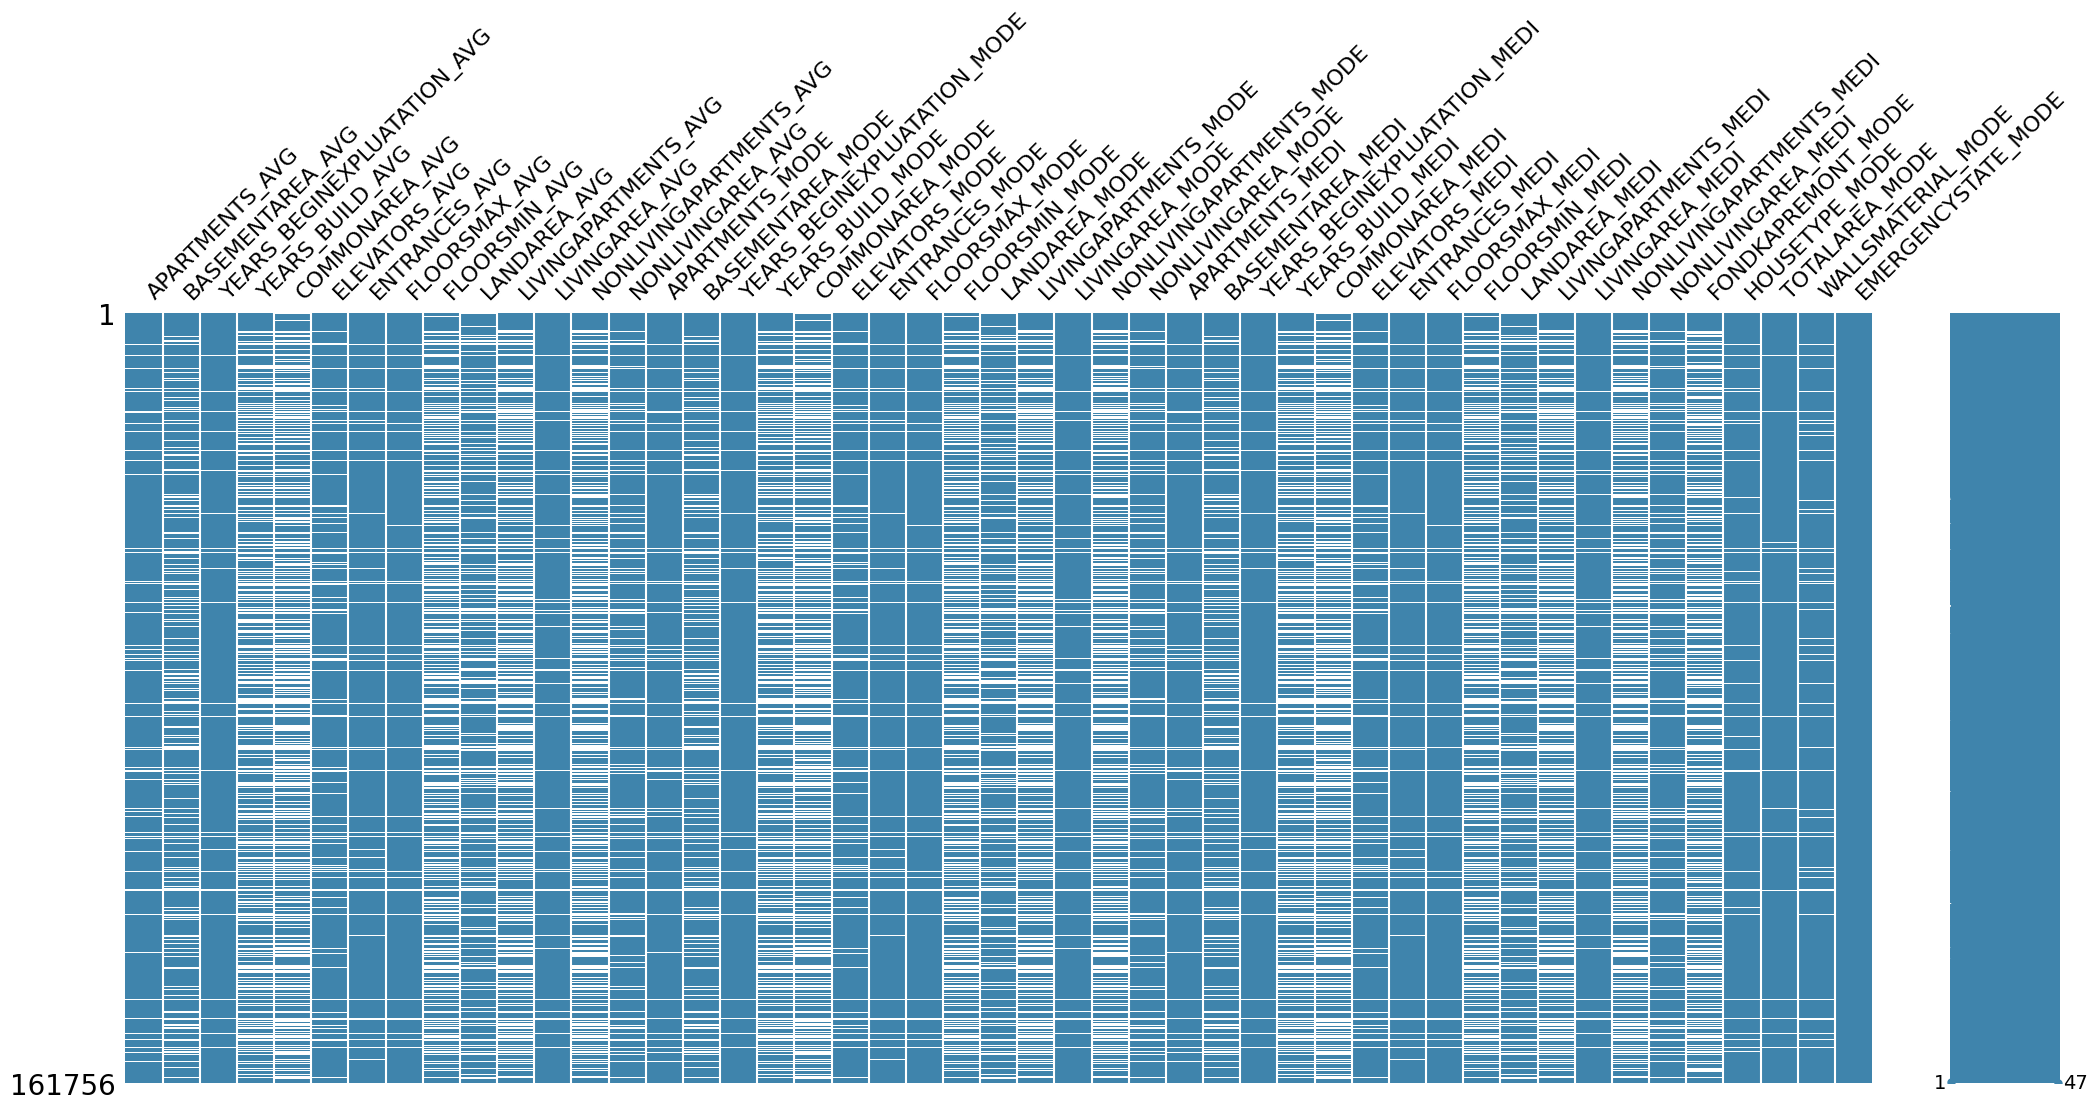 APARTMENTS_AVG
BASEMENTAREA_AVG
YEARS_BEGINEXPLUATATION_AVG
YEARS_BUILD_AVG
COMMONAREA_AVG
ELEVATORS_AVG
ENTRANCES_AVG
FLOORSMAX_AVG
FLOORSMIN_AVG
LANDAREA_AVG
LIVINGAPARTMENTS_AVG
LIVINGAREA_AVG
NONLIVINGAPARTMENTS_AVG
NONLIVINGAREA_AVG
APARTMENTS_MODE
BASEMENTAREA_MODE
YEARS_BEGINEXPLUATATION_MODE
YEARS_BUILD_MODE
COMMONAREA_MODE
ELEVATORS_MODE
ENTRANCES_MODE
FLOORSMAX_MODE
FLOORSMIN_MODE
LANDAREA_MODE
LIVINGAPARTMENTS_MODE
LIVINGAREA_MODE
NONLIVINGAPARTMENTS_MODE
NONLIVINGAREA_MODE
APARTMENTS_MEDI
BASEMENTAREA_MEDI
YEARS_BEGINEXPLUATATION_MEDI
YEARS_BUILD_MEDI
COMMONAREA_MEDI
ELEVATORS_MEDI
ENTRANCES_MEDI
FLOORSMAX_MEDI
FLOORSMIN_MEDI
LANDAREA_MEDI
LIVINGAPARTMENTS_MEDI
LIVINGAREA_MEDI
NONLIVINGAPARTMENTS_MEDI
NONLIVINGAREA_MEDI
FONDKAPREMONT_MODE
HOUSETYPE_MODE
TOTALAREA_MODE
WALLSMATERIAL_MODE
EMERGENCYSTATE_MODE
1
161756
1
47